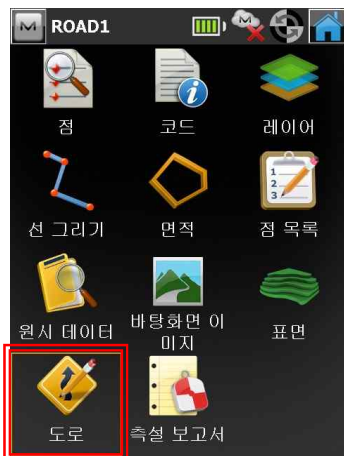 ROAD1
점
코드
레이어
선 그리기
면적
점 목록
원시 데이터
바탕화면 이
미지
표면
도로
측설 보고서